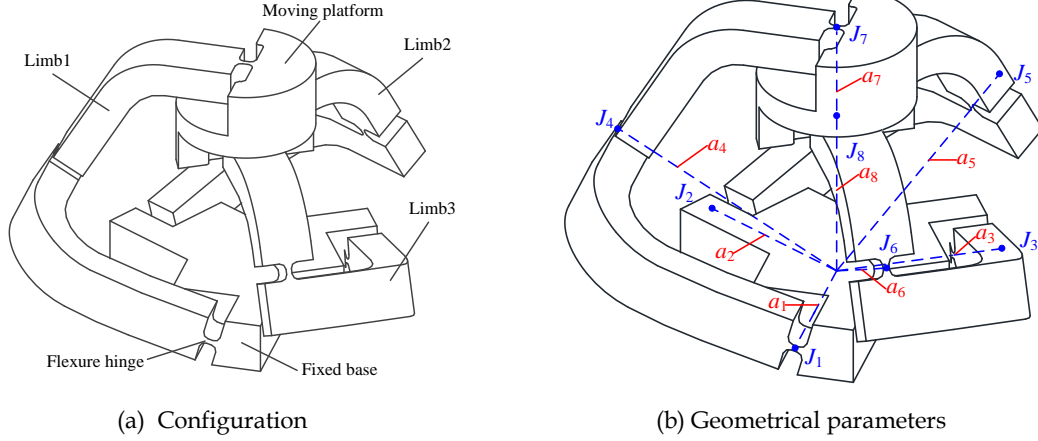 Moving platform
Limb1
Limb2
Limb3
Flexure hinge
Fixed base
(a) Configuration
J7
a7
J5
J4
a4
J8
a5
a8
J2
a2
J6
a3
J3
a6
a1
J1
(b) Geometrical parameters